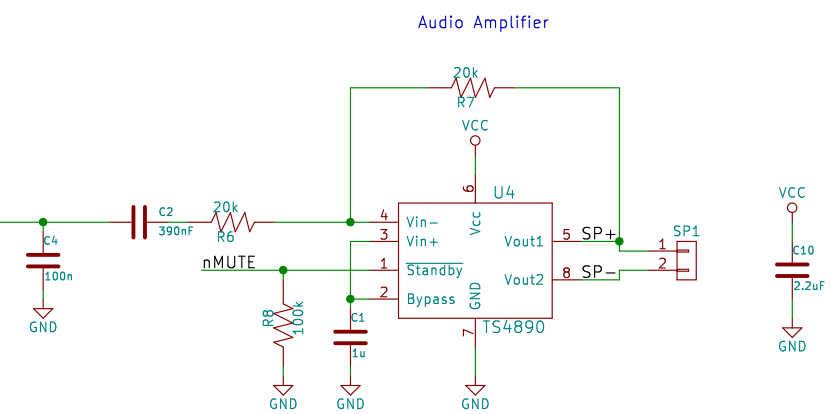 Audio Amplifier
20k
R7
VCC
6
U4
VCC
20k
C2
390nF
R6
4 Vin-
Vcc
3 Vin+
Vout1 5 SP+
SP1
1
2
C4
100n
nMUTE
1 Standby
Vout2 8 SP-
C10
2.2uF
2 Bypass
GND
R8
100k
C1
1u
7
TS4890
GND
GND
GND
GND
GND